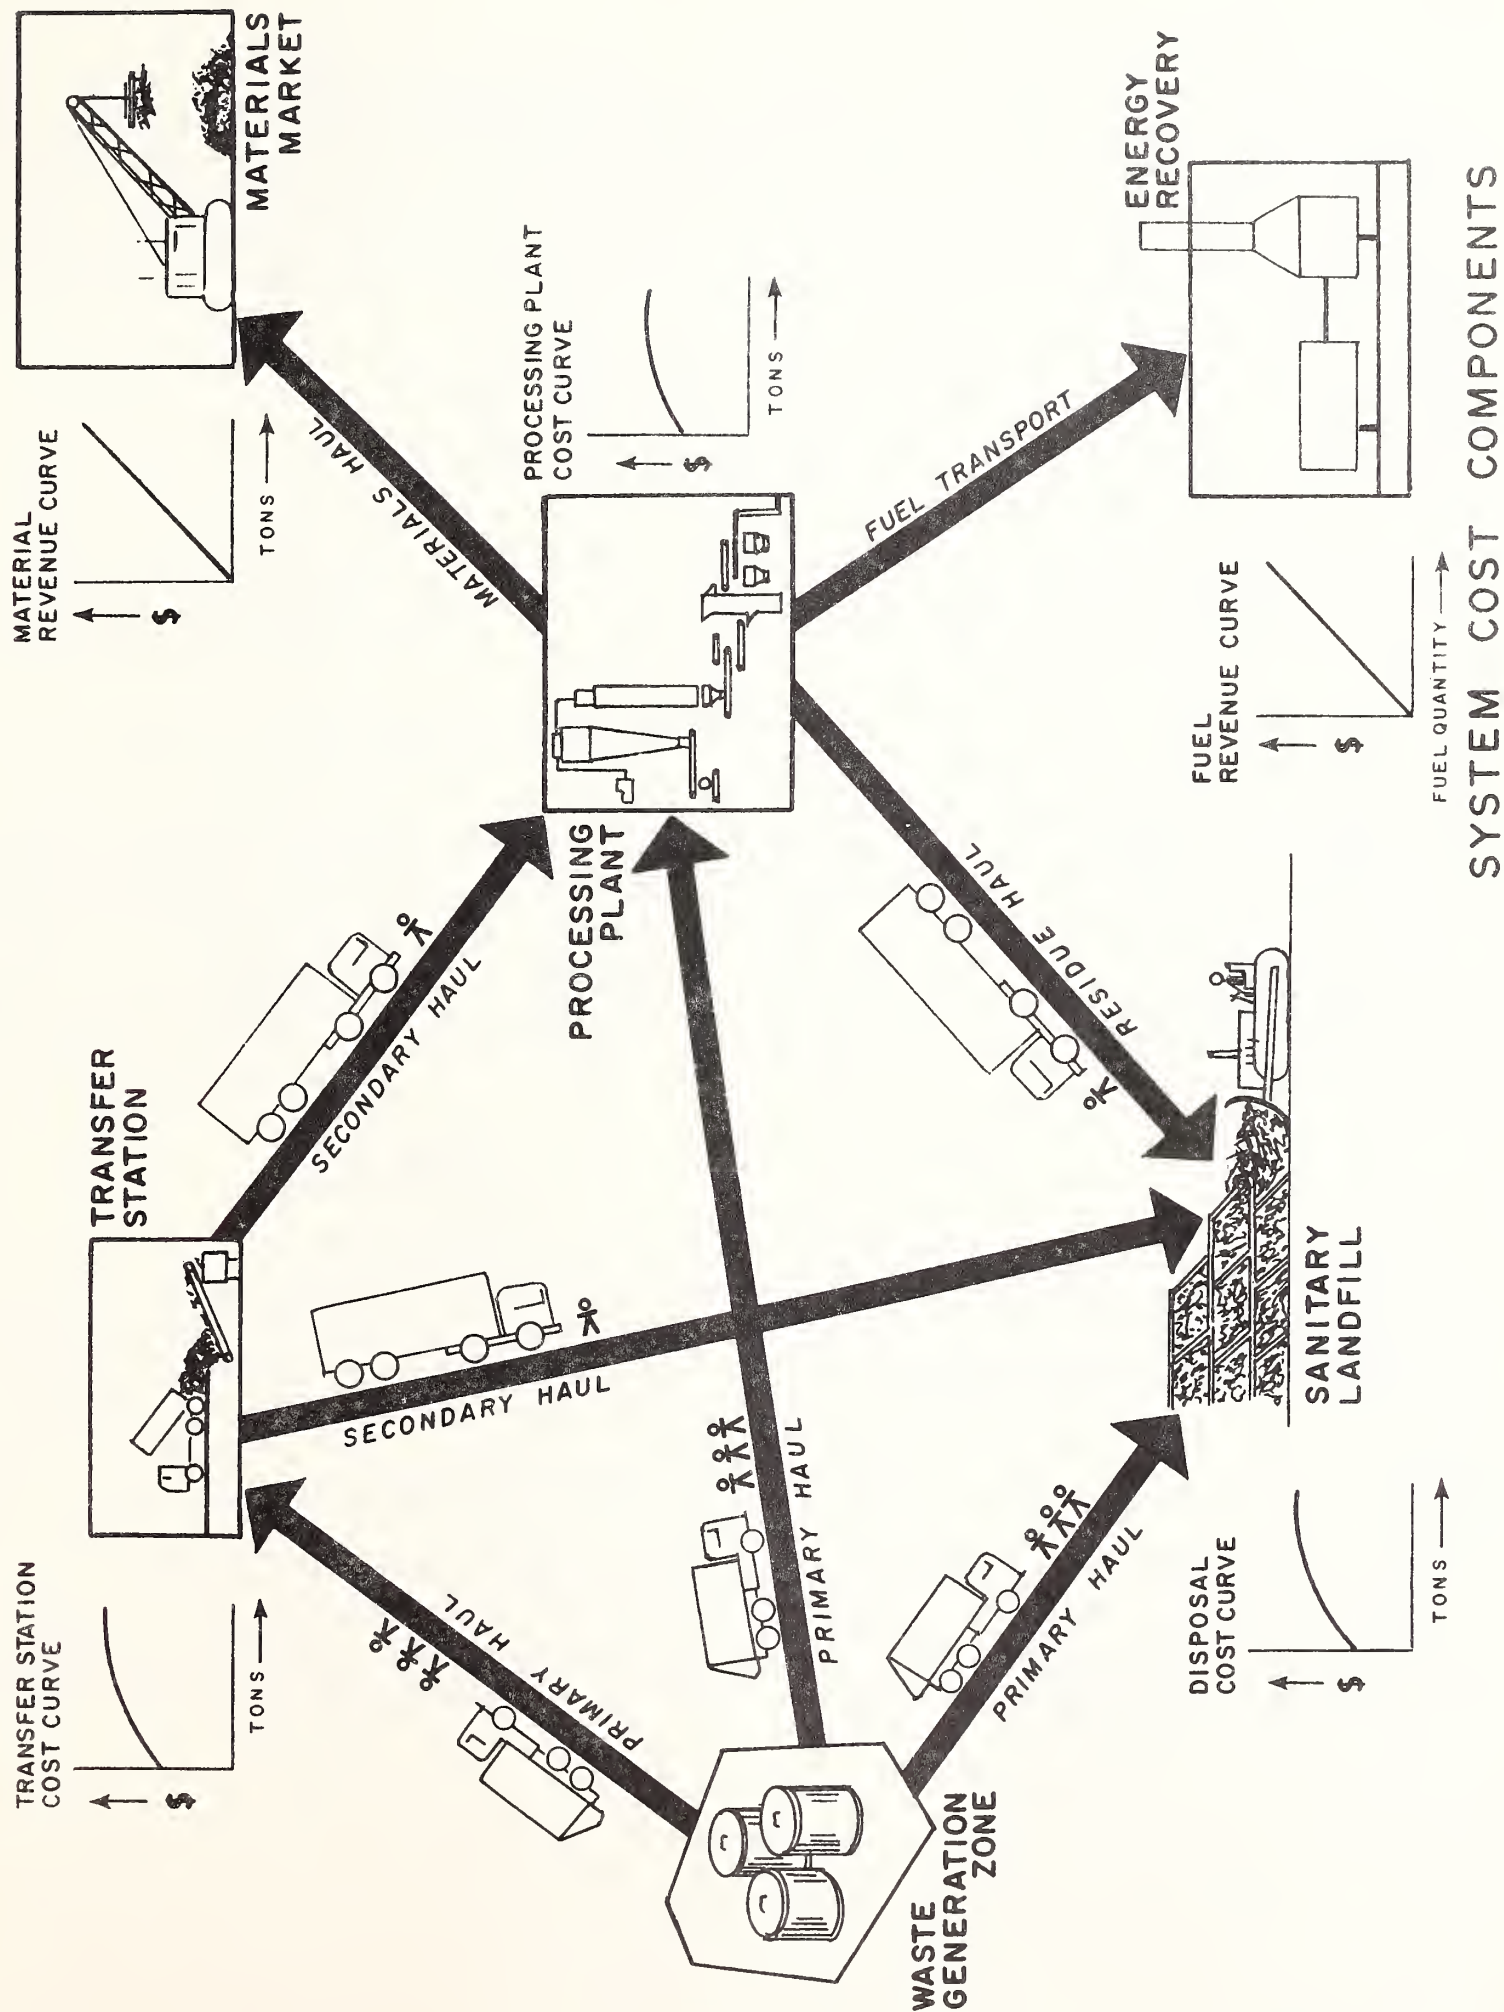 TRANSFER STATION
COST CURVE
$
TONS
TRANSFER
STATION
MATERIAL
REVENUE CURVE
$
TONS
MATERIALS
MARKET
PRIMARY HAUL
SECONDARY HAUL
SECONDARY HAUL
MATERIALS HAUL
PROCESSING PLANT
COST CURVE
$
TONS
PROCESSING
PLANT
PRIMARY HAUL
WASTE
GENERATION
ZONE
PRIMARY HAUL
RESIDUE HAUL
FUEL TRANSPORT
ENERGY
RECOVERY
DISPOSAL
COST CURVE
$
TONS
SANITARY
LANDFILL
FUEL
REVENUE CURVE
$
FUEL QUANTITY
SYSTEM COST COMPONENTS